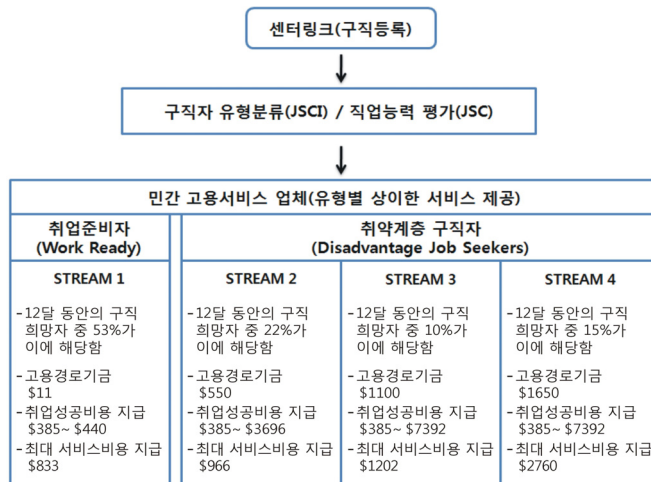 센터링크(구직등록)
구직자 유형분류(JSCI) / 직업능력 평가(JSC)
민간 고용서비스 업체(유형별 상이한 서비스 제공)
취업준비자
(Work Ready)
취약계층 구직자
(Disadvantage Job Seekers)
STREAM 1
-12달 동안의 구직
희망자 중 53%가
이에 해당함
-고용경로기금
$11
-취업성공비용 지급
$385~ $440
-최대 서비스비용 지급
$833
STREAM 2
-12달 동안의 구직
희망자 중 22%가
이에 해당함
-고용경로기금
$550
-취업성공비용 지급
$385~ $3696
-최대 서비스비용 지급
$966
STREAM 3
-12달 동안의 구직
희망자 중 10%가
이에 해당함
-고용경로기금
$1100
-취업성공비용 지급
$385~ $7392
-최대 서비스비용 지급
$1202
STREAM 4
-12달 동안의 구직
희망자 중 15%가
이에 해당함
-고용경로기금
$1650
-취업성공비용 지급
$385~ $7392
-최대 서비스비용 지급
$2760